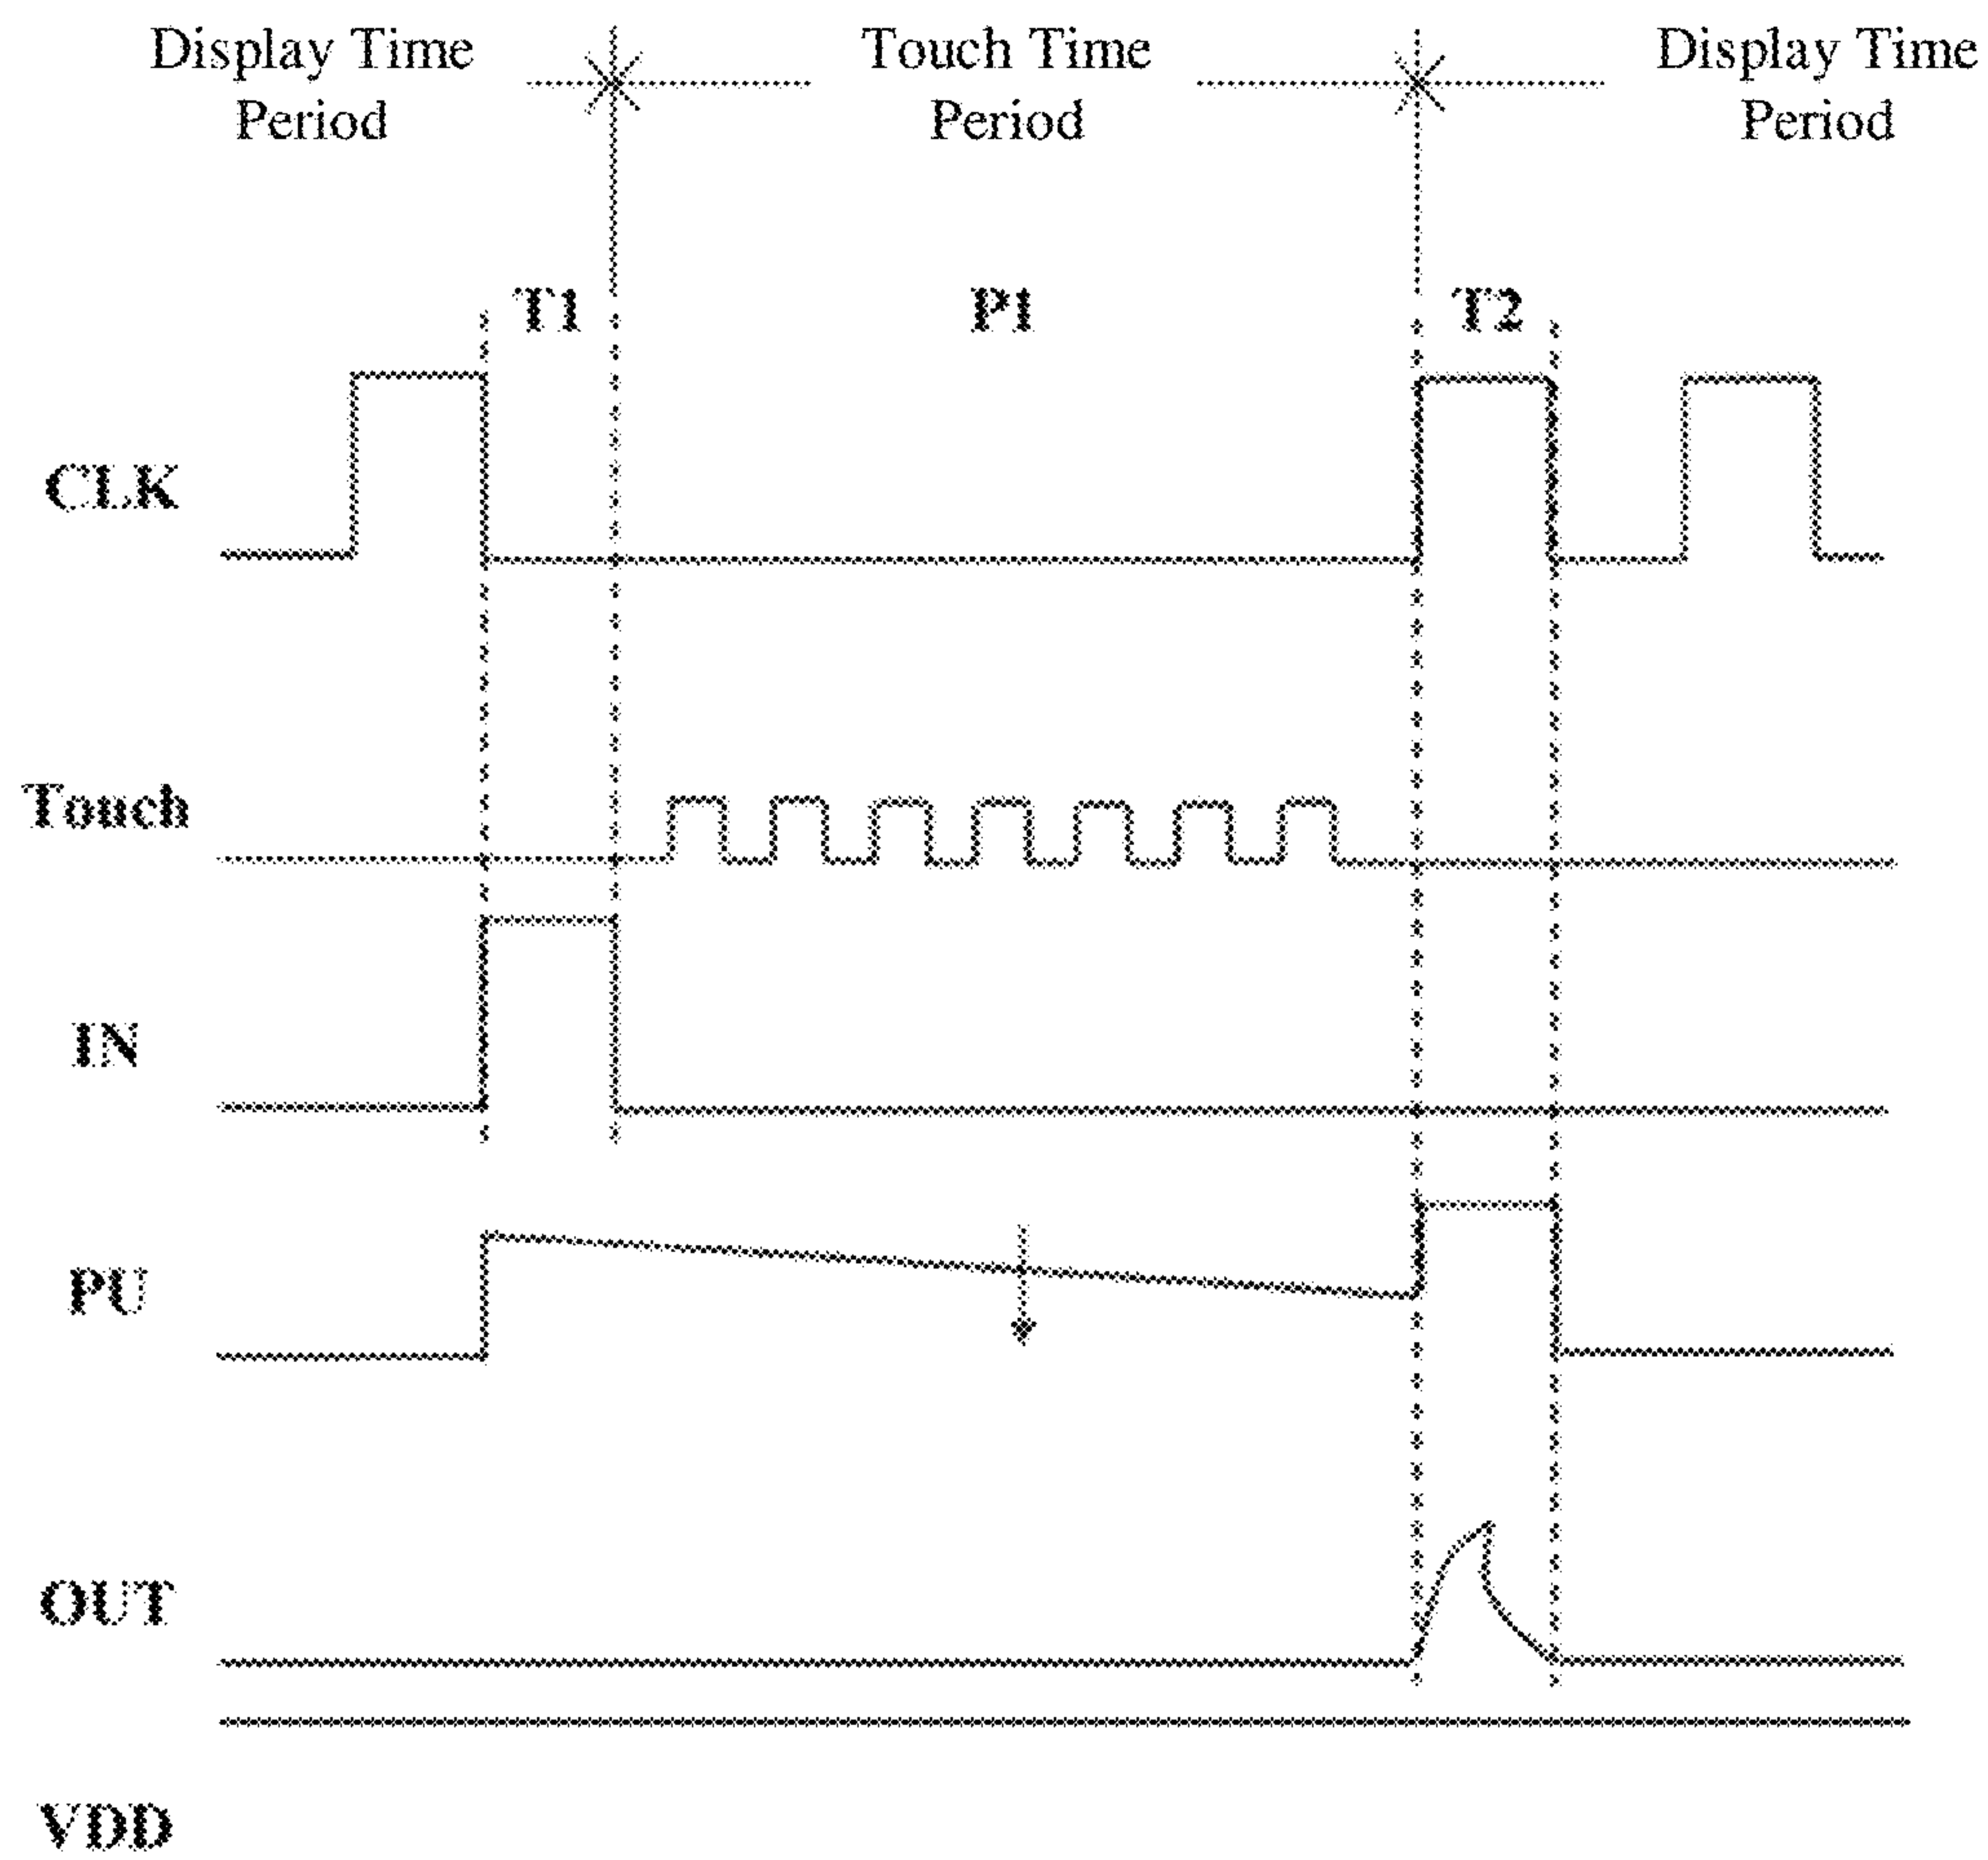 Display Time
Period
Touch Time
Period
Display Time
Period
T1
P1
T2
CLK
Touch
IN
PU
OUT
VDD